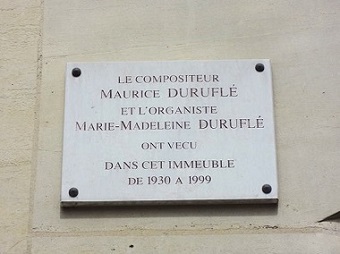 LE COMPOSITEUR
MAURICE DURUFLÉ
ET L'ORGANISTE
MARIE-MADELEINE DURUFLÉ
ONT VECU
DANS CET IMMEUBLE
DE 1930 A 1999